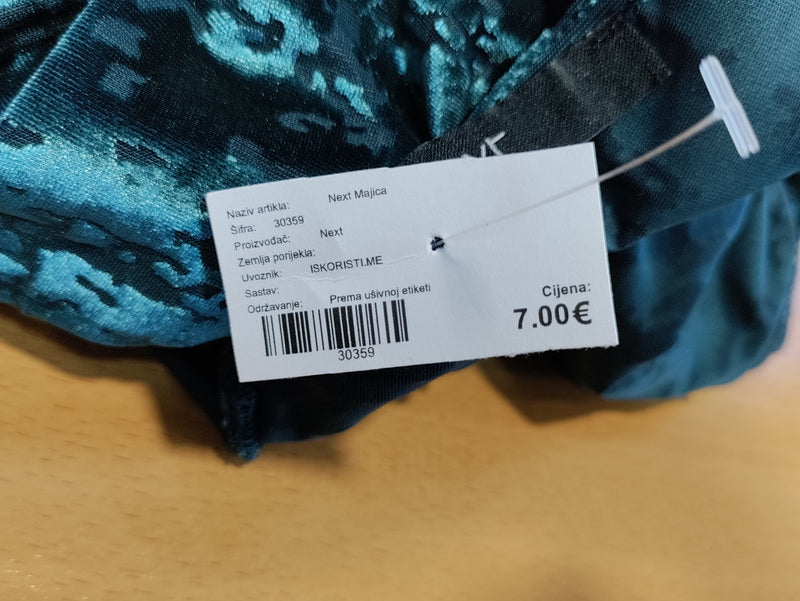 Naziv artikla: Next Majica
Šifra: 30359
Proizvođač: Next
Zemlja porijekla:
Uvoznik: ISKORISTI.ME
Sastav:
Održavanje: Prema ušivnoj etiketi
30359
Cijena:
7.00€